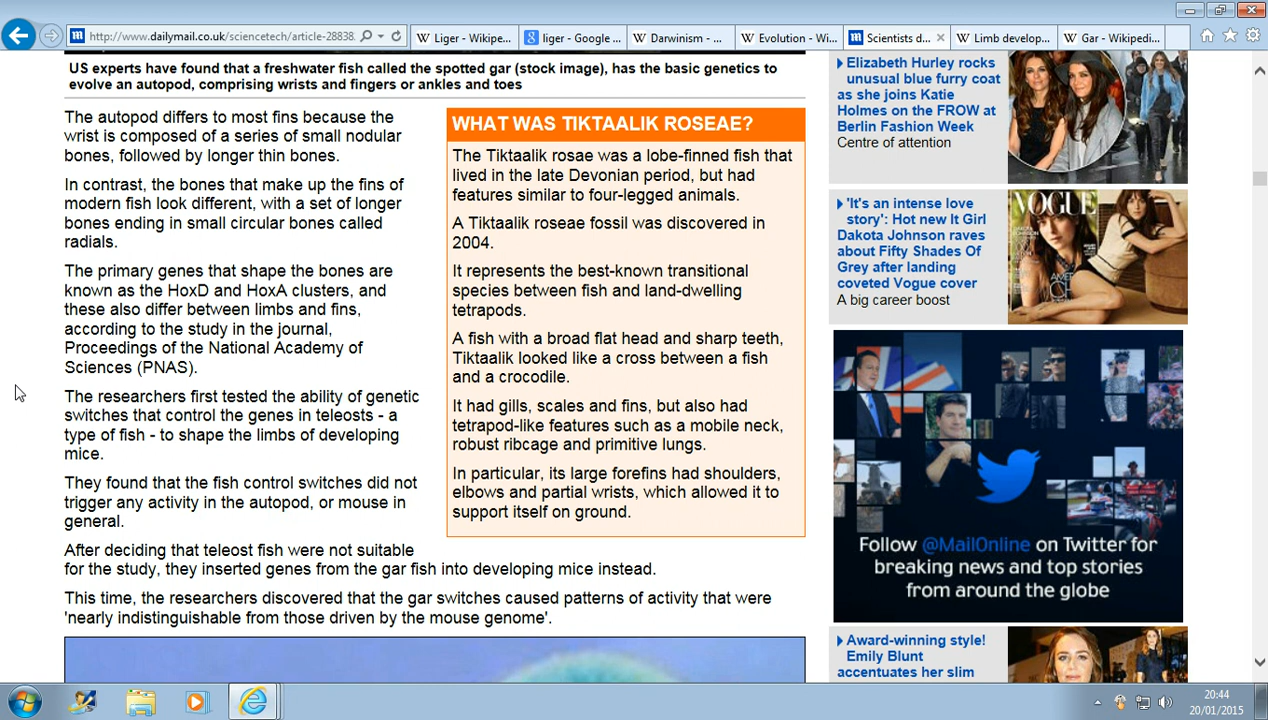 http://www.dailymail.co.uk/sciencetech/article-28838
Liger - Wikipe...
liger - Google ...
Darwinism - ...
Evolution - Wi...
Scientists d...
Limb develop...
Gar - Wikipedi...
US experts have found that a freshwater fish called the spotted gar (stock image), has the basic genetics to
evolve an autopod, comprising wrists and fingers or ankles and toes
The autopod differs to most fins because the
wrist is composed of a series of small nodular
bones, followed by longer thin bones.
In contrast, the bones that make up the fins of
modern fish look different, with a set of longer
bones ending in small circular bones called
radials.
The primary genes that shape the bones are
known as the HoxD and HoxA clusters, and
these also differ between limbs and fins,
according to the study in the journal,
Proceedings of the National Academy of
Sciences (PNAS).
The researchers first tested the ability of genetic
switches that control the genes in teleosts - a
type of fish - to shape the limbs of developing
mice.
They found that the fish control switches did not
trigger any activity in the autopod, or mouse in
general.
After deciding that teleost fish were not suitable
for the study, they inserted genes from the gar fish into developing mice instead.
This time, the researchers discovered that the gar switches caused patterns of activity that were
'nearly indistinguishable from those driven by the mouse genome'.
WHAT WAS TIKTAALIK ROSEAE?
The Tiktaalik rosae was a lobe-finned fish that
lived in the late Devonian period, but had
features similar to four-legged animals.
A Tiktaalik roseae fossil was discovered in
2004.
It represents the best-known transitional
species between fish and land-dwelling
tetrapods.
A fish with a broad flat head and sharp teeth,
Tiktaalik looked like a cross between a fish
and a crocodile.
It had gills, scales and fins, but also had
tetrapod-like features such as a mobile neck,
robust ribcage and primitive lungs.
In particular, its large forefins had shoulders,
elbows and partial wrists, which allowed it to
support itself on ground.
Elizabeth Hurley rocks
unusual blue furry coat
as she joins Katie
Holmes on the FROW at
Berlin Fashion Week
Centre of attention
'It's an intense love
story': Hot new It Girl
Dakota Johnson raves
about Fifty Shades Of
Grey after landing
coveted Vogue cover
A big career boost
VOGUE
Follow @MailOnline on Twitter for
breaking news and top stories
from around the globe
Award-winning style!
Emily Blunt
accentuates her slim
20:44
20/01/2015